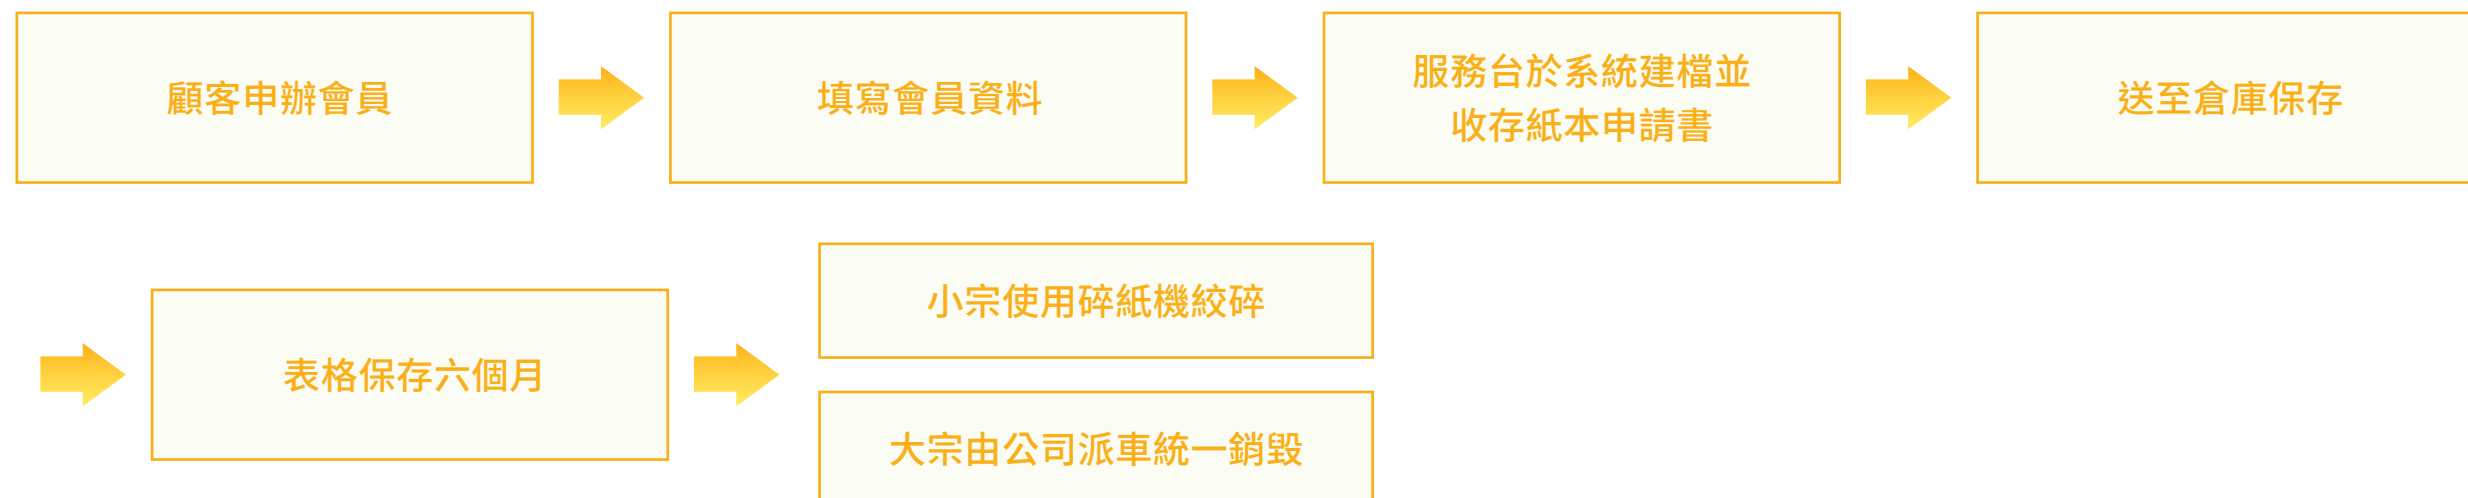 顧客申辦會員
填寫會員資料
服務台於系統建檔並
收存紙本申請書
送至倉庫保存
表格保存六個月
小宗使用碎紙機絞碎
大宗由公司派車統一銷毀